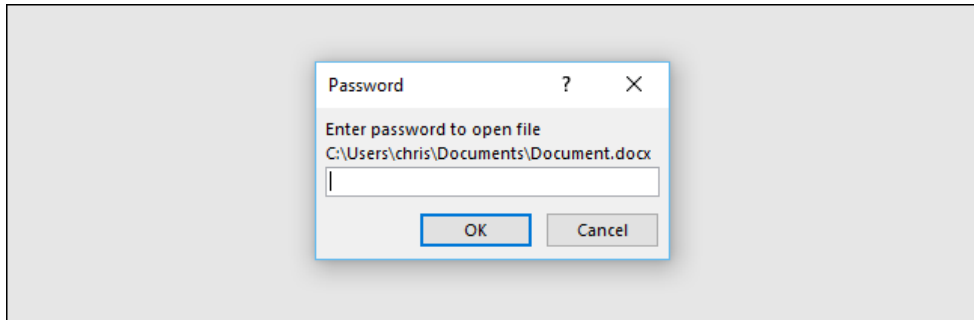 Password ?
Enter password to open file
C:\Users\chris\Documents\Document.docx
OK Cancel